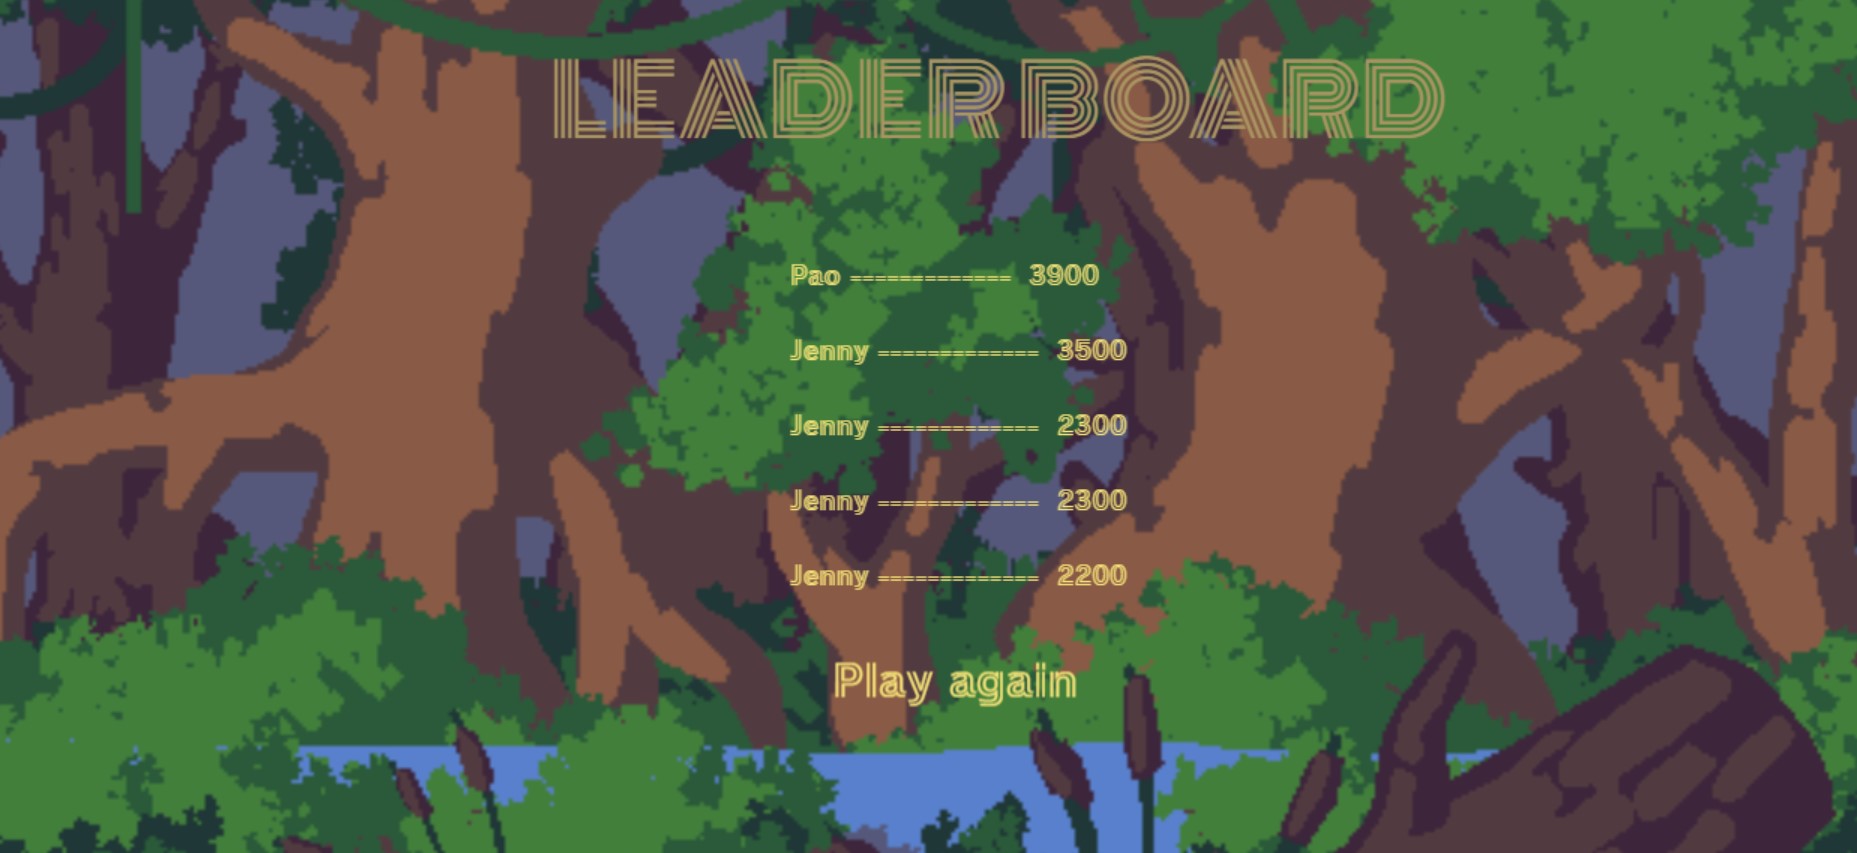 LEADERBOARD
Pao ------------- 3900
Jenny ------------- 3500
Jenny ------------- 2300
Jenny ------------- 2300
Jenny ------------- 2200
Play again